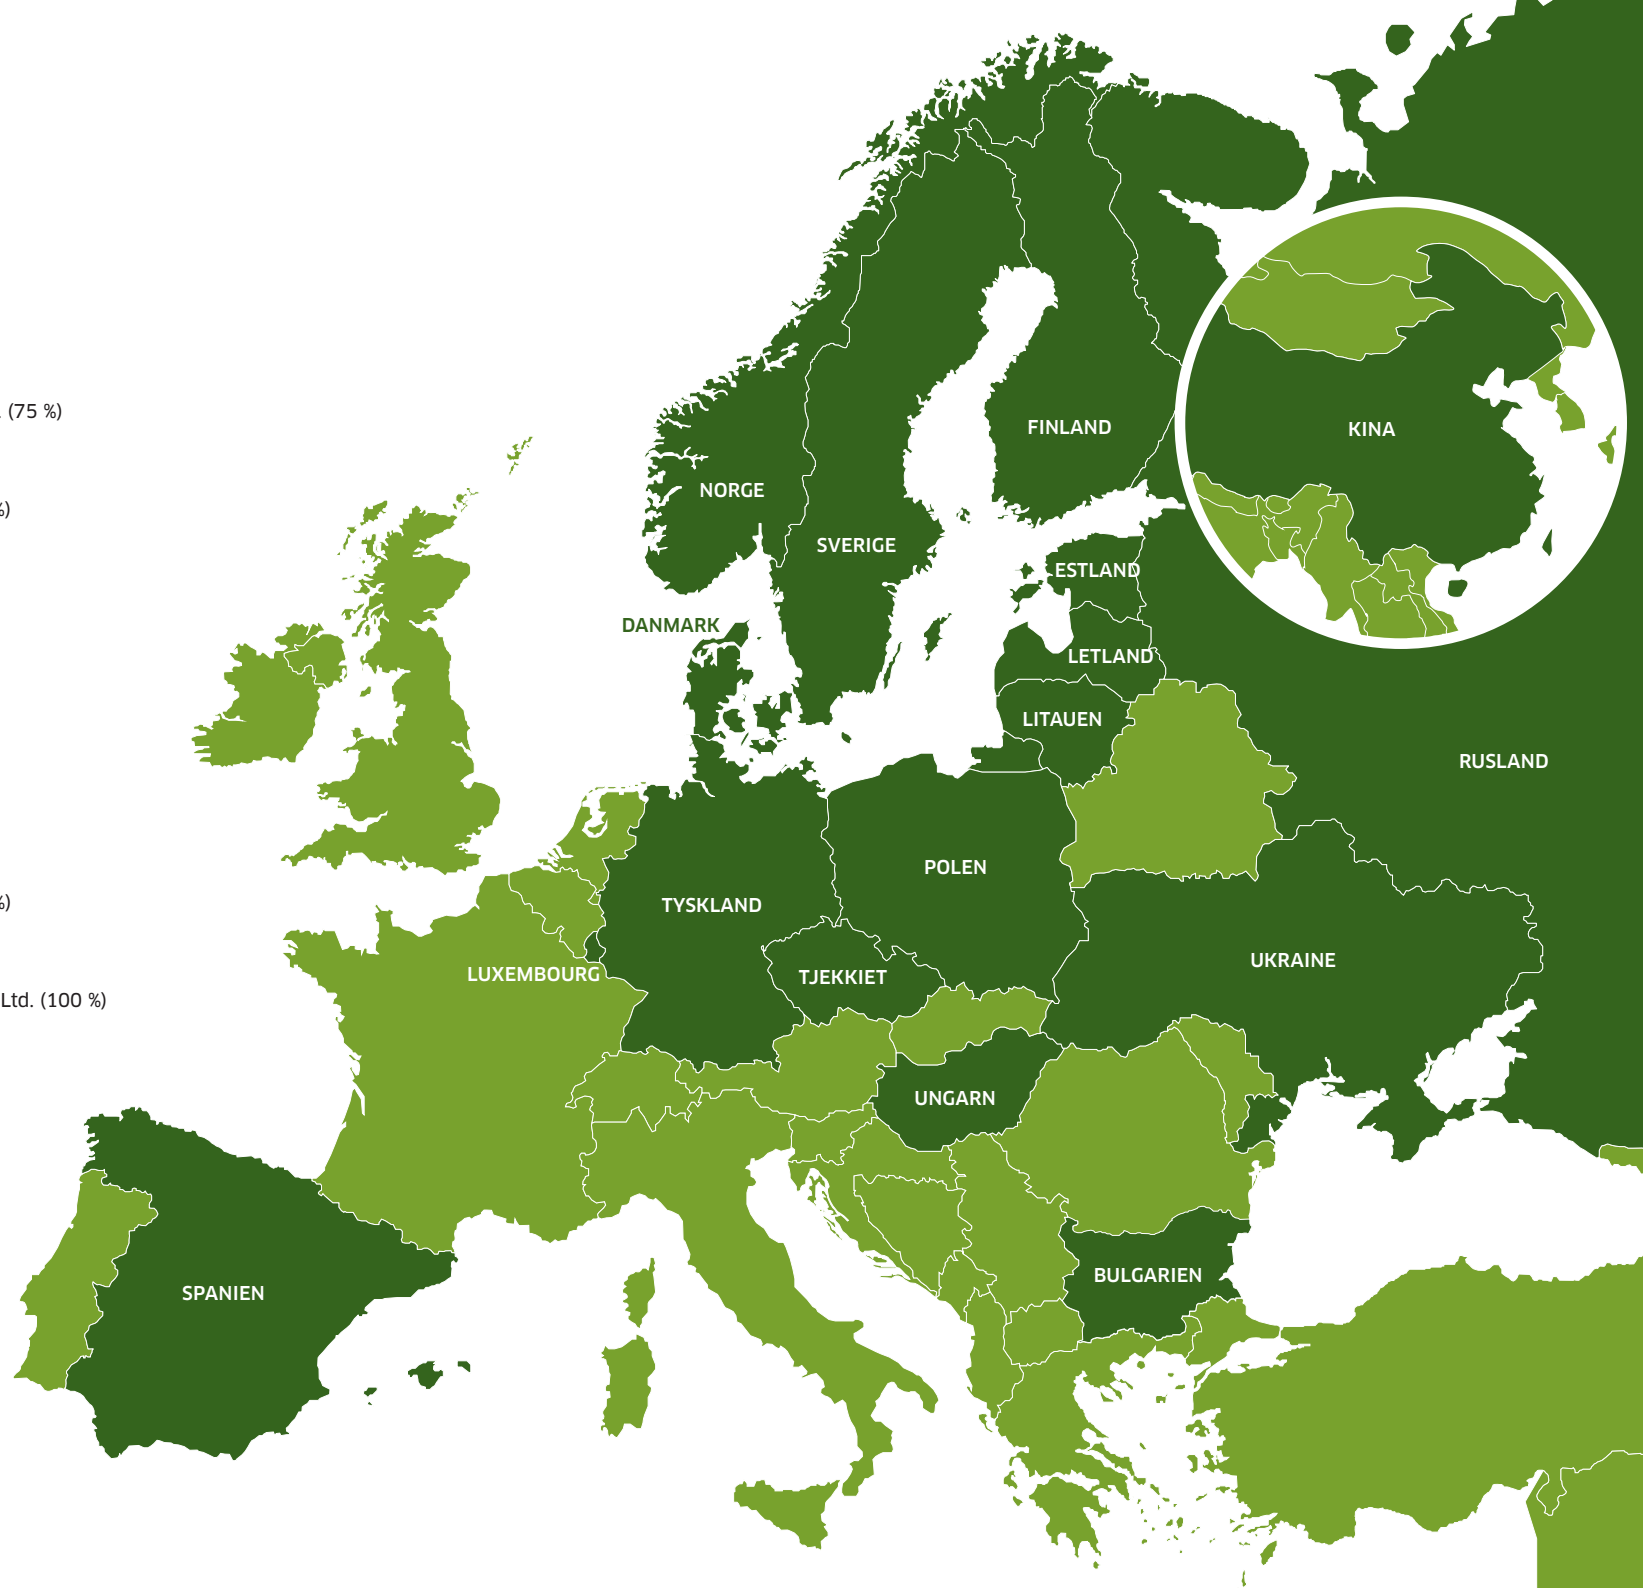 . (75 %)
%)
%)
Ltd. (100 %)
FINLAND
KINA
NORGE
SVERIGE
ESTLAND
DANMARK
LETLAND
LITAUEN
RUSLAND
POLEN
TYSKLAND
UKRAINE
LUXEMBOURG
TJEKKIET
UNGARN
BULGARIEN
SPANIEN